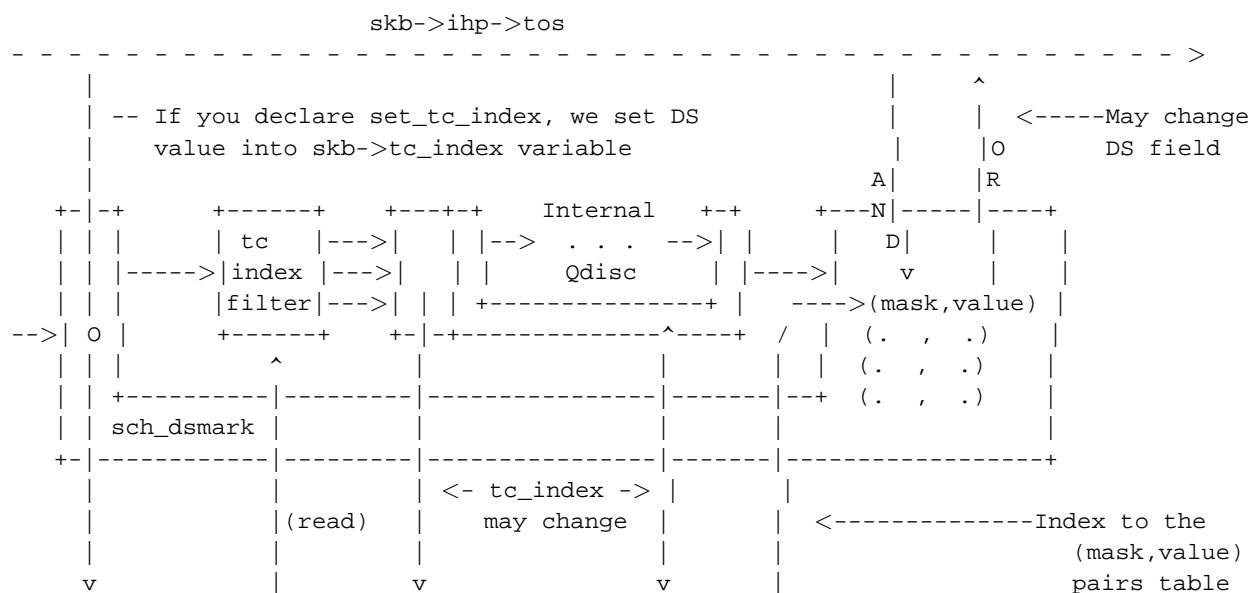 skb->ihp->tos
- - - - - - - - - - - - - - - - - - - - - - - - - - - - - - - - - - - - - - - - - - - >
| | ^
| -- If you declare set_tc_index, we set DS | | <-----May change
| value into skb->tc_index variable | |O DS field
| A| |R
+-|-+ +------+ +---+-+ Internal +-+ +---N|-----|----+
| | | | tc |--->| | |--> . . . -->| | | D| | |
| | |----->|index |--->| | | Qdisc | |---->| v | |
| | | |filter|--->| | | +---------------+ | ---->(mask,value) |
-->| O | +------+ +-|-+--------------^----+ / | (. , .) |
| | | ^ | | | | (. , .) |
| | +----------|---------|----------------|-------|--+ (. , .) |
| | sch_dsmark | | | | |
+-|------------|---------|----------------|-------|------------------+
| | | <- tc_index -> | |
| |(read) | may change | | <--------------Index to the
| | | | | (mask,value)
v | v v | pairs table